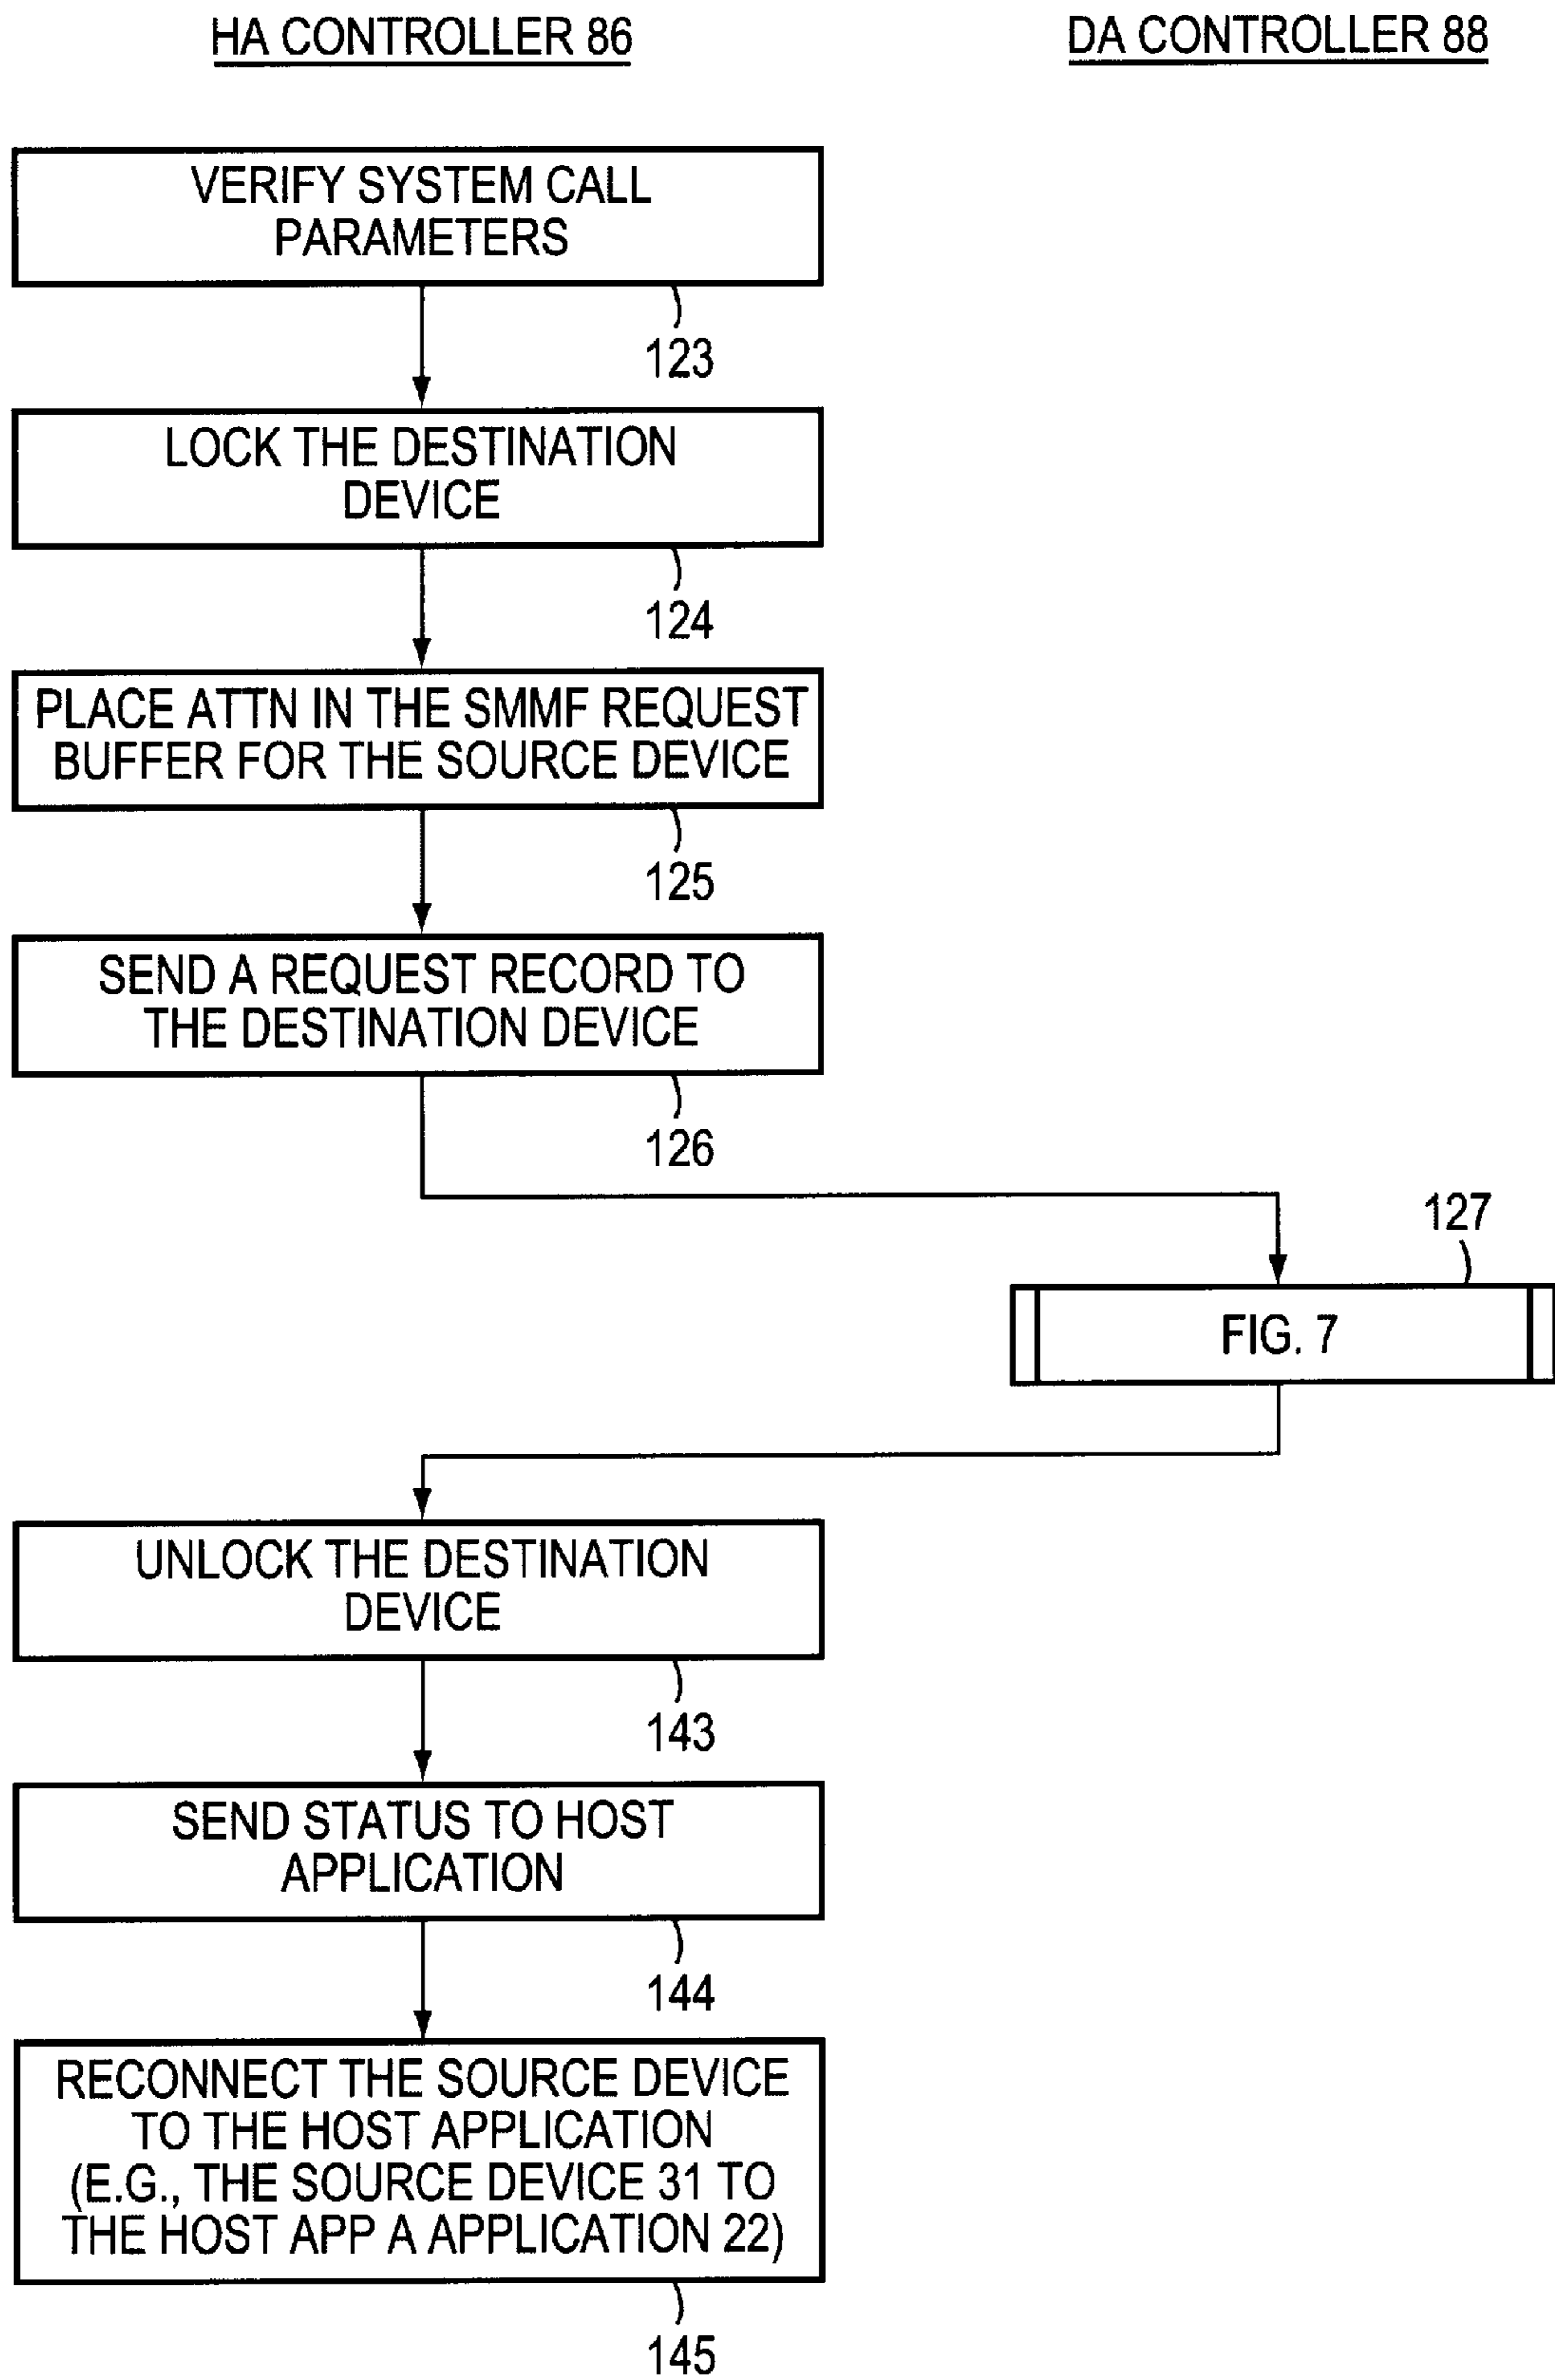 HA CONTROLLER 86
DA CONTROLLER 88
VERIFY SYSTEM CALL
PARAMETERS
123
LOCK THE DESTINATION
DEVICE
124
PLACE ATTN IN THE SMMF REQUEST
BUFFER FOR THE SOURCE DEVICE
125
SEND A REQUEST RECORD TO
THE DESTINATION DEVICE
126
127
FIG. 7
UNLOCK THE DESTINATION
DEVICE
143
SEND STATUS TO HOST
APPLICATION
144
RECONNECT THE SOURCE DEVICE
TO THE HOST APPLICATION
(E.G., THE SOURCE DEVICE 31 TO
THE HOST APP A APPLICATION 22)
145